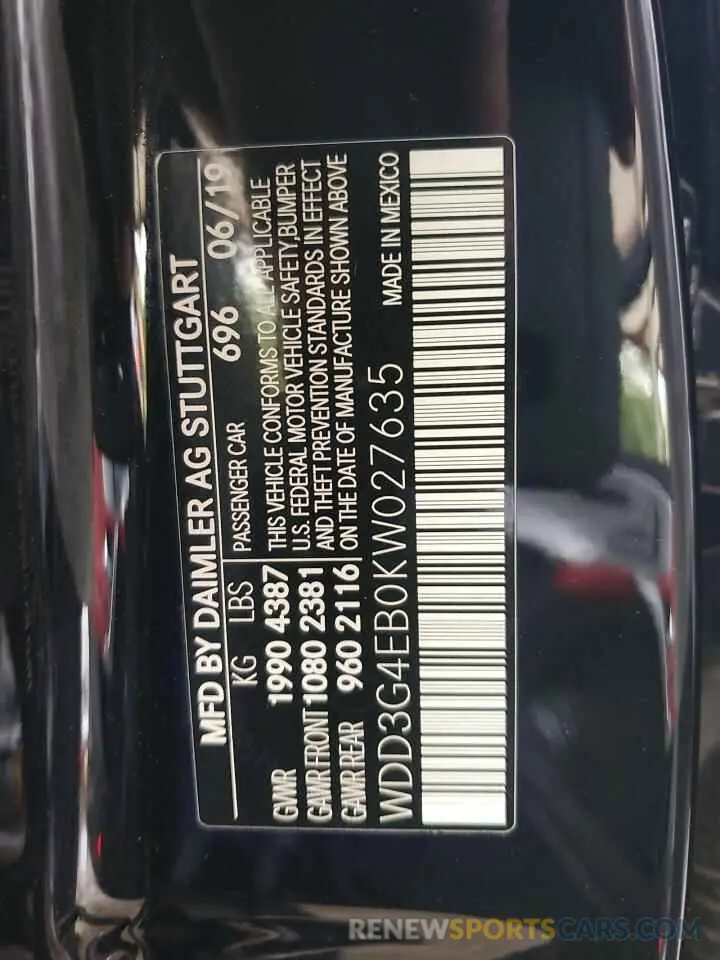 MFD BY DAIMLER AG STUTTGART
KG LBS PASSENGER CAR 696 06/19
GWR 1990 4387 THIS VEHICLE CONFORMS TO ALL APPLICABLE
GAWR FRONT 1080 2381 U.S. FEDERAL MOTOR VEHICLE SAFETY, BUMPER
AND THEFT PREVENTION STANDARDS IN EFFECT
GAWR REAR 960 2116 ON THE DATE OF MANUFACTURE SHOWN ABOVE
WDD3G4EB0KW027635 MADE IN MEXICO
RENEWSPORTSCARS.COM